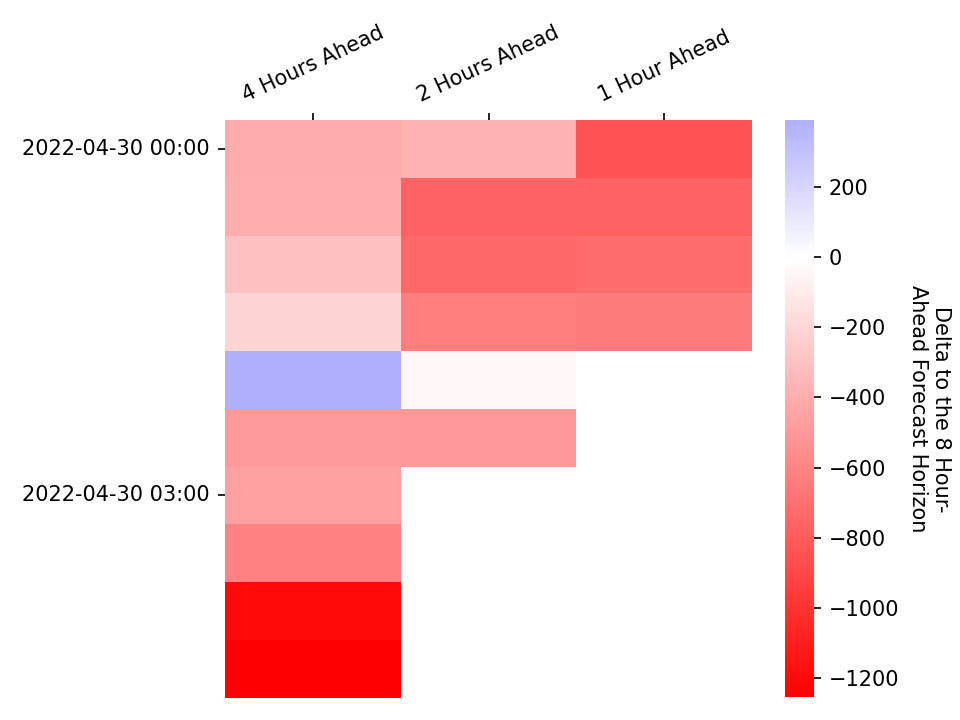 4 Hours Ahead
2 Hours Ahead
1 Hour Ahead
2022-04-30 00:00
2022-04-30 03:00
200
0
−200
−400
−600
−800
−1000
−1200
Delta to the 8 Hour-
Ahead Forecast Horizon